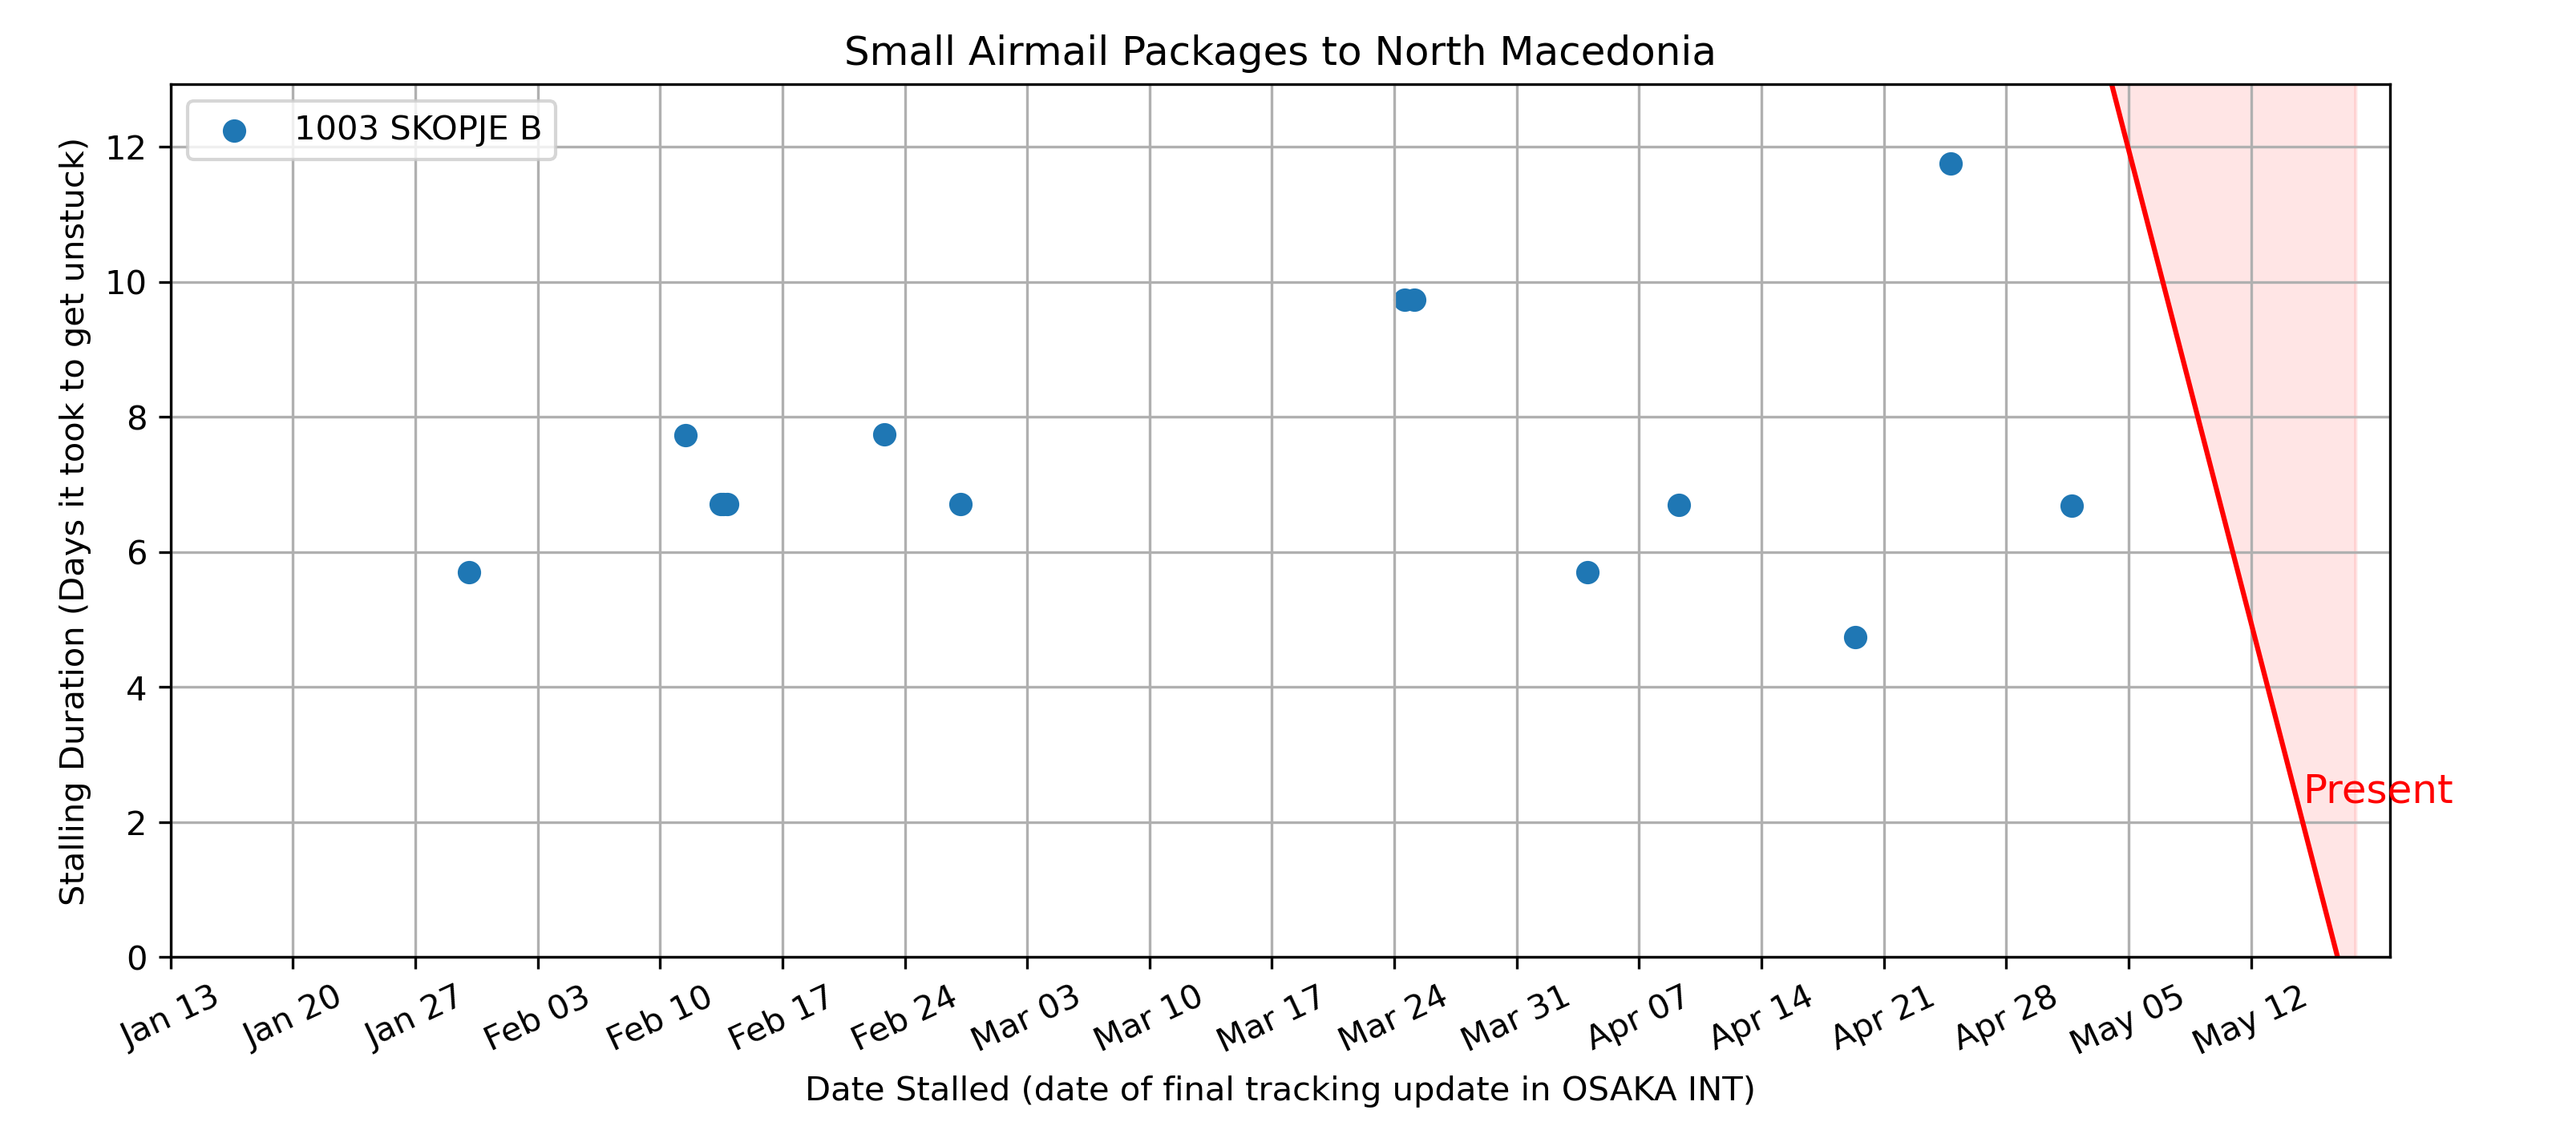 Small Airmail Packages to North Macedonia
1003 SKOPJE B
Stalling Duration (Days it took to get unstuck)
12
10
8
6
4
2
0
Present
Jan 13
Jan 20
Jan 27
Feb 03
Feb 10
Feb 17
Feb 24
Mar 03
Mar 10
Mar 17
Mar 24
Mar 31
Apr 07
Apr 14
Apr 21
Apr 28
May 05
May 12
Date Stalled (date of final tracking update in OSAKA INT)